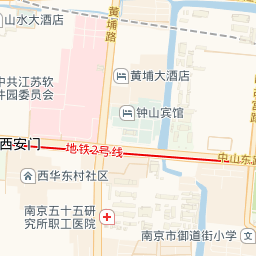 山水大酒店
黄埔路
黄埔大酒店
中共江苏软
件园委员会
钟山宾馆
西安门
地铁2号线
中山东路
西华东村社区
南京五十五研
究所职工医院
南京市御道街小学
文